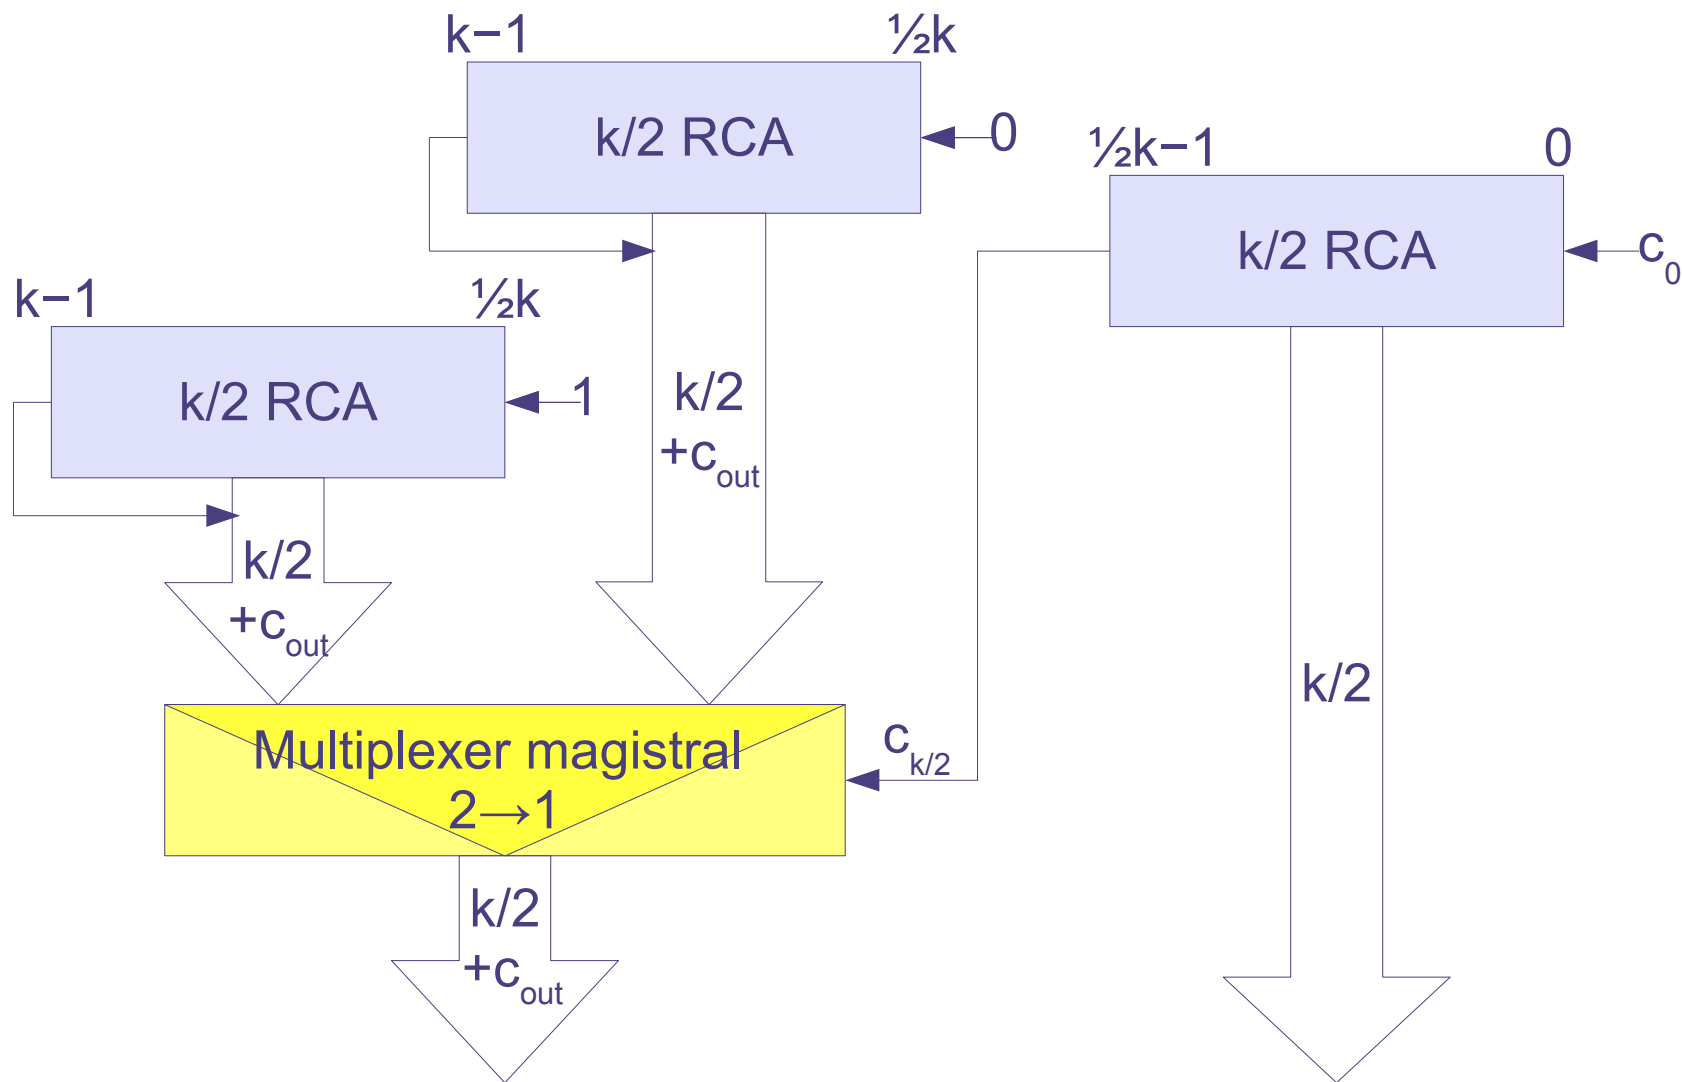 k−1 ½k
k/2 RCA
0
½k−1 0
k/2 RCA
c0
k−1 ½k
k/2 RCA
1
k/2
+cout
k/2
+cout
k/2
Multiplexer magistral
2→1
ck/2
k/2
+cout